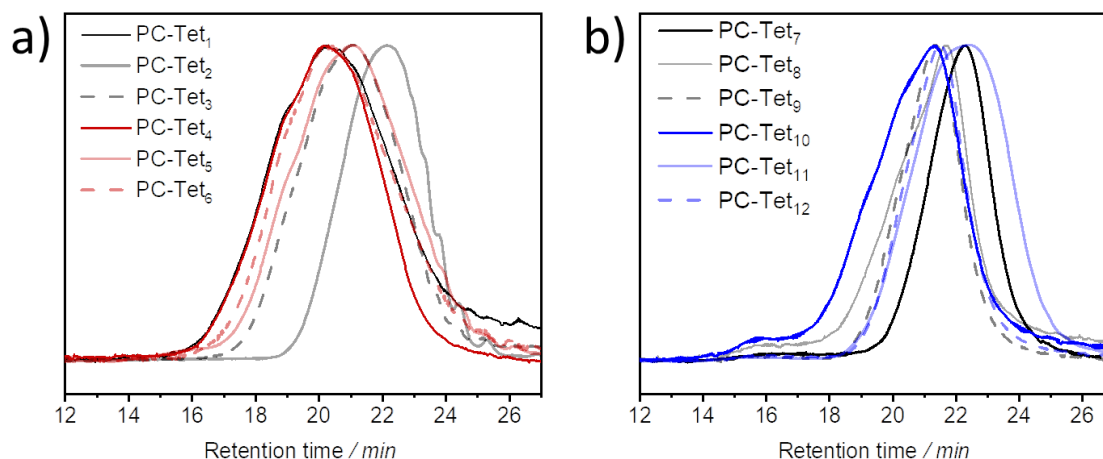 a)
PC-Tet₁
PC-Tet₂
PC-Tet₃
PC-Tet₄
PC-Tet₅
PC-Tet₆
12 14 16 18 20 22 24 26
Retention time / min
b)
PC-Tet₇
PC-Tet₈
PC-Tet₉
PC-Tet₁₀
PC-Tet₁₁
PC-Tet₁₂
12 14 16 18 20 22 24 26
Retention time / min